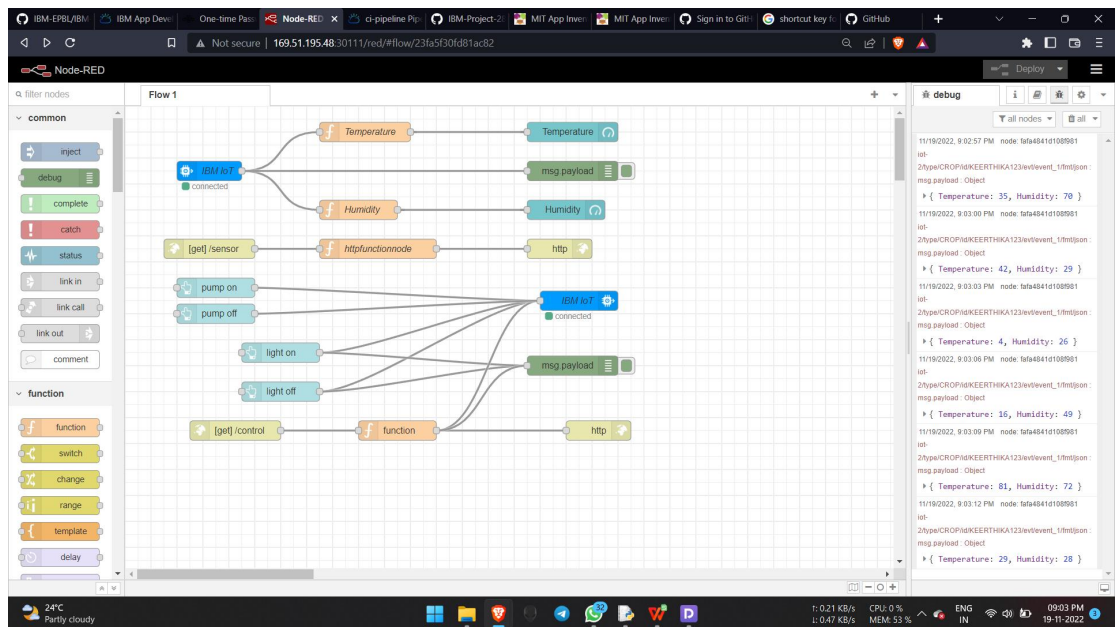 IBM-EPBL/IBM
IBM App Deve
One-time Pass
Node-RED
ci-pipeline Pip
IBM-Project-2
MIT App Inven
MIT App Inven
Sign in to GitH
shortcut key fo
GitHub
Not secure 169.51.195.48:30111/red/#flow/23fa5f30fd81ac82
Node-RED
Deploy
filter nodes
Flow 1
debug
i
all nodes
all
common
inject
debug
complete
catch
status
link in
link call
link out
comment
function
function
switch
change
range
template
delay
IBM IoT
connected
Temperature
Temperature
msg.payload
Humidity
Humidity
[get] /sensor
httpfunctionnode
http
pump on
pump off
IBM IoT
connected
light on
msg.payload
light off
[get] /control
function
http
11/19/2022, 9:02:57 PM node: fafa4841d108f981
iot-
2/type/CROP/id/KEERTHIKA123/evt/event_1/fmt/json :
msg.payload : Object
{ Temperature: 35, Humidity: 70 }
11/19/2022, 9:03:00 PM node: fafa4841d108f981
iot-
2/type/CROP/id/KEERTHIKA123/evt/event_1/fmt/json :
msg.payload : Object
{ Temperature: 42, Humidity: 29 }
11/19/2022, 9:03:03 PM node: fafa4841d108f981
iot-
2/type/CROP/id/KEERTHIKA123/evt/event_1/fmt/json :
msg.payload : Object
{ Temperature: 4, Humidity: 26 }
11/19/2022, 9:03:06 PM node: fafa4841d108f981
iot-
2/type/CROP/id/KEERTHIKA123/evt/event_1/fmt/json :
msg.payload : Object
{ Temperature: 16, Humidity: 49 }
11/19/2022, 9:03:09 PM node: fafa4841d108f981
iot-
2/type/CROP/id/KEERTHIKA123/evt/event_1/fmt/json :
msg.payload : Object
{ Temperature: 81, Humidity: 72 }
11/19/2022, 9:03:12 PM node: fafa4841d108f981
iot-
2/type/CROP/id/KEERTHIKA123/evt/event_1/fmt/json :
msg.payload : Object
{ Temperature: 29, Humidity: 28 }
24°C
Partly cloudy
32
↑: 0.21 KB/s
↓: 0.47 KB/s
CPU: 0 %
MEM: 53 %
ENG
IN
09:03 PM
19-11-2022
3